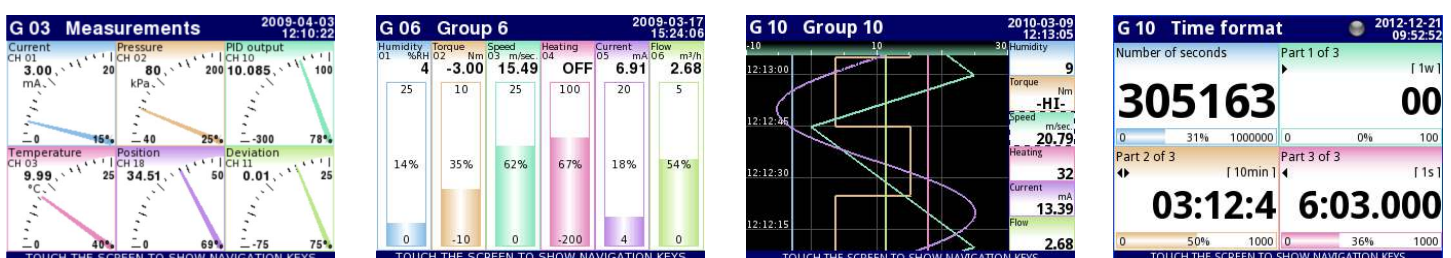 G 03 Measurements 2009-04-03 12:10:22
Current
CH 01
3.00
20
mA
0
15%
Pressure
CH 02
80
200
kPa
40
25%
PID output
CH 10
10.085
100
-300
78%
Temperature
CH 03
9.99
25
°C
0
40%
Position
CH 18
34.51
50
0
69%
Deviation
CH 11
0.01
25
-75
75%
TOUCH THE SCREEN TO SHOW NAVIGATION KEYS
G 06 Group 6 2009-03-17 15:24:06
Humidity
01 %RH
4
25
14%
0
Torque
02 Nm
-3.00
10
35%
-10
Speed
03 m/sec.
15.49
25
62%
0
Heating
04
OFF
100
67%
-200
Current
05 mA
6.91
20
18%
4
Flow
06 m³/h
2.68
5
54%
0
TOUCH THE SCREEN TO SHOW NAVIGATION KEYS
G 10 Group 10 2010-03-09 12:13:05
-10 10 30
12:13:00
12:12:45
12:12:30
12:12:15
Humidity
9
Torque
Nm
-HI-
Speed
m/sec.
20.79
Heating
32
Current
mA
13.39
Flow
2.68
TOUCH THE SCREEN TO SHOW NAVIGATION KEYS
G 10 Time format 2012-12-21 09:52:52
Number of seconds
305163
0 31% 1000000
Part 1 of 3
[ 1w ]
00
0 0% 100
Part 2 of 3
[ 10min ]
03:12:4
0 50% 1000
Part 3 of 3
[ 1s ]
6:03.000
0 36% 1000
TOUCH THE SCREEN TO SHOW NAVIGATION KEYS